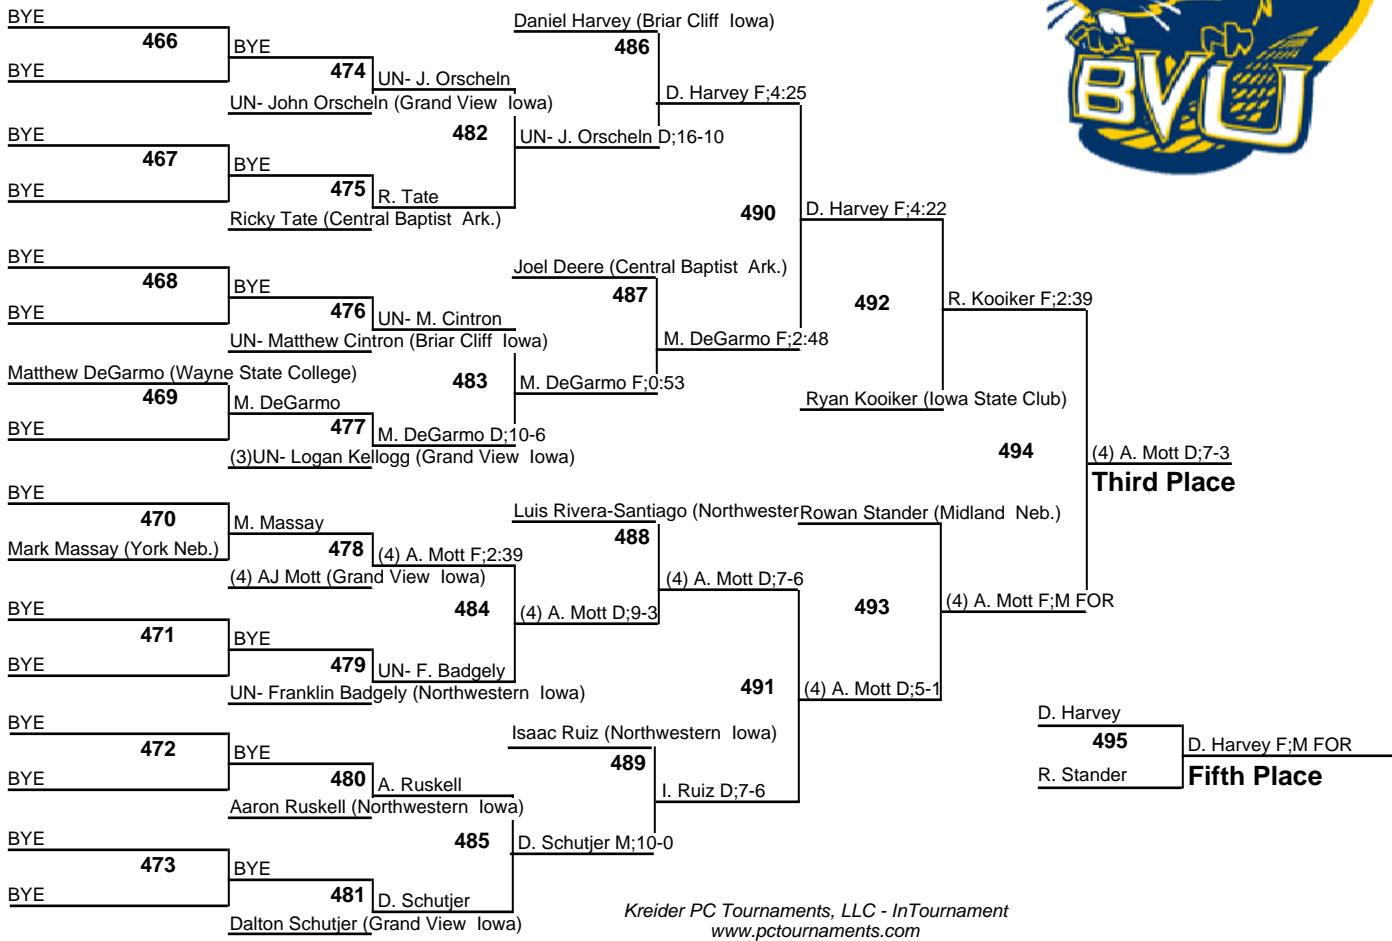 BYE
466
BYE
BYE
474
UN- J. Orscheln
UN- John Orscheln (Grand View  Iowa)
BYE
467
BYE
BYE
475
R. Tate
Ricky Tate (Central Baptist  Ark.)
482
UN- J. Orscheln D;16-10
Daniel Harvey (Briar Cliff  Iowa)
486
D. Harvey F;4:25
BYE
468
BYE
BYE
476
UN- M. Cintron
UN- Matthew Cintron (Briar Cliff  Iowa)
Matthew DeGarmo (Wayne State College)
469
M. DeGarmo
BYE
477
M. DeGarmo D;10-6
(3)UN- Logan Kellogg (Grand View  Iowa)
483
M. DeGarmo F;0:53
Joel Deere (Central Baptist  Ark.)
487
M. DeGarmo F;2:48
490
D. Harvey F;4:22
492
R. Kooiker F;2:39
Ryan Kooiker (Iowa State Club)
BYE
470
M. Massay
Mark Massay (York Neb.)
478
(4) A. Mott F;2:39
(4) AJ Mott (Grand View  Iowa)
BYE
471
BYE
BYE
479
UN- F. Badgely
UN- Franklin Badgely (Northwestern  Iowa)
484
(4) A. Mott D;9-3
Luis Rivera-Santiago (Northwester
488
(4) A. Mott D;7-6
BYE
472
BYE
BYE
480
A. Ruskell
Aaron Ruskell (Northwestern  Iowa)
BYE
473
BYE
BYE
481
D. Schutjer
Dalton Schutjer (Grand View  Iowa)
485
D. Schutjer M;10-0
Isaac Ruiz (Northwestern  Iowa)
489
I. Ruiz D;7-6
491
(4) A. Mott D;5-1
Rowan Stander (Midland  Neb.)
493
(4) A. Mott F;M FOR
494
(4) A. Mott D;7-3
Third Place
D. Harvey
495
D. Harvey F;M FOR
R. Stander
Fifth Place
BVU
Kreider PC Tournaments, LLC - InTournament
www.pctournaments.com